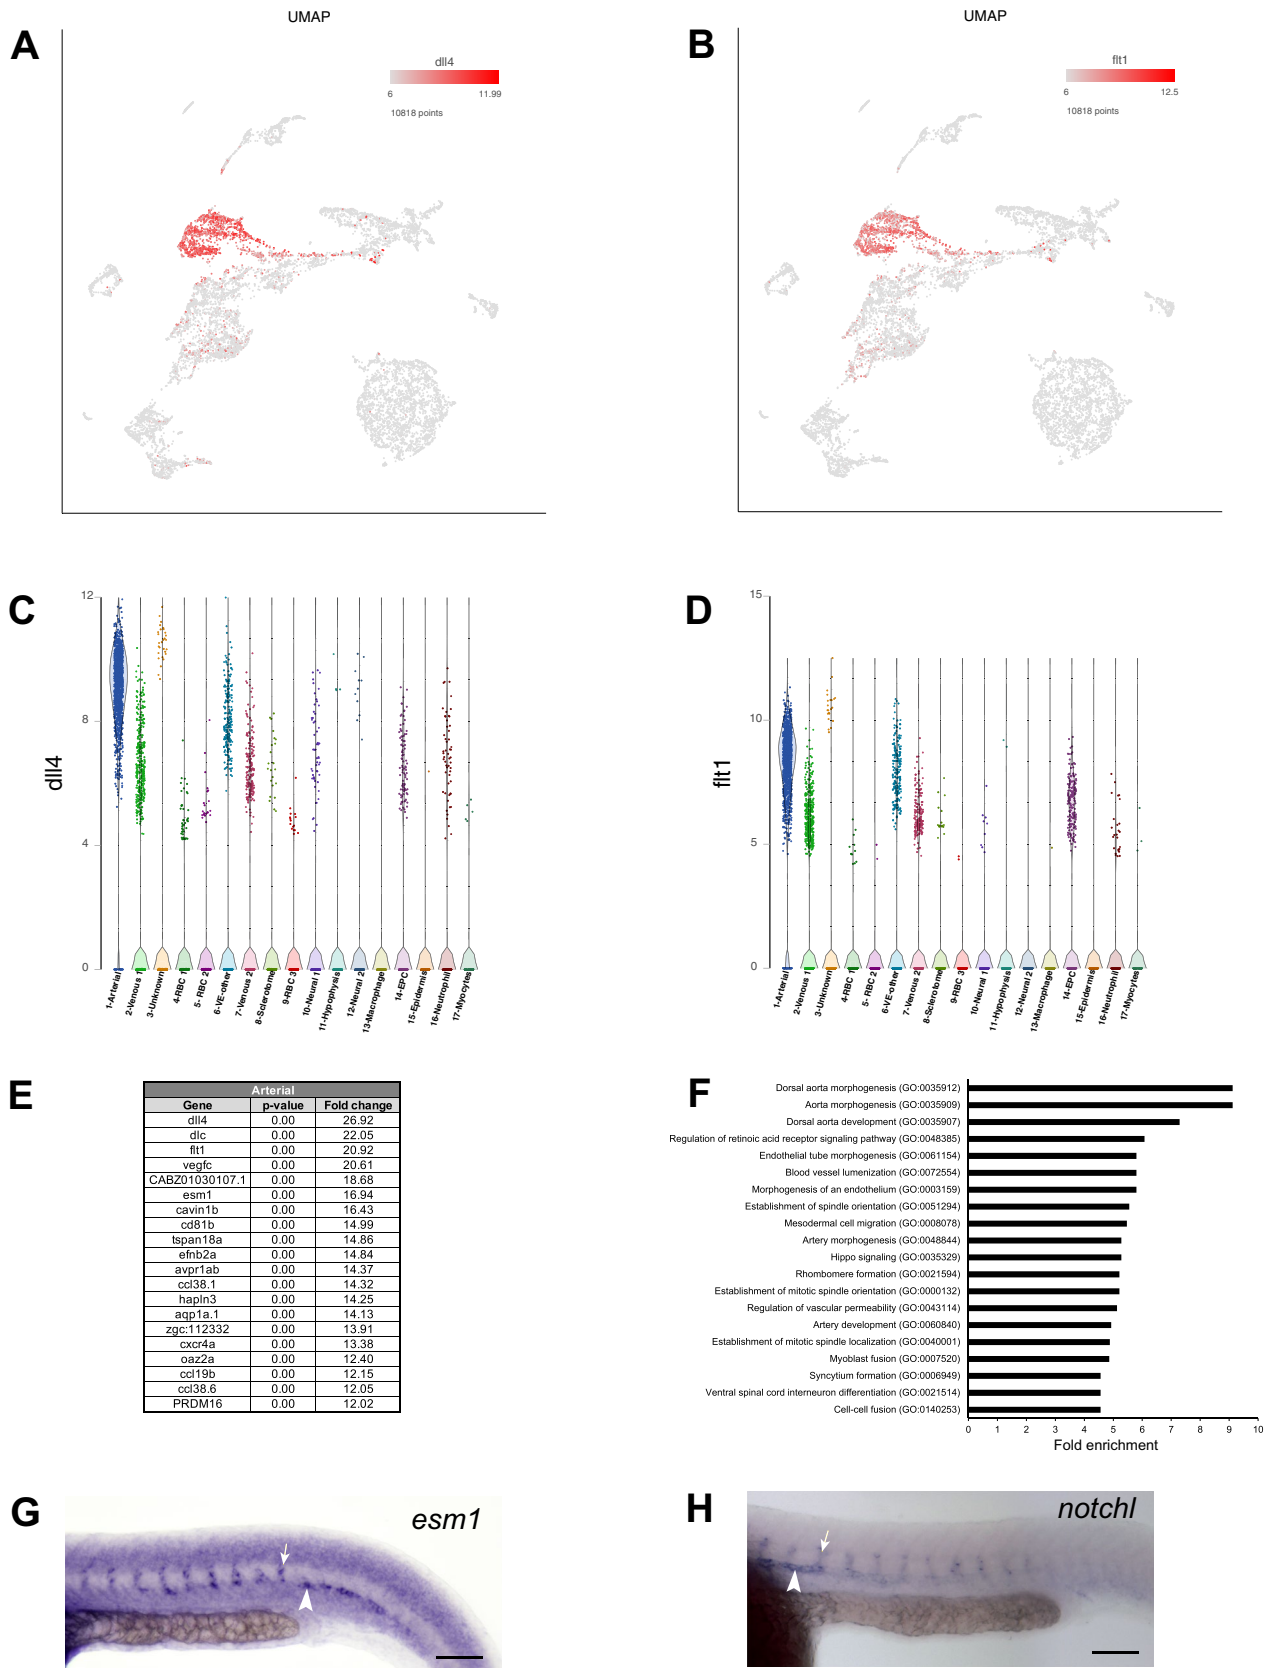 A
UMAP
dll4
6 11.99
10818 points
B
UMAP
flt1
6 12.5
10818 points
C
dll4
12
8
4
0
1-Arterial
2-Venous 1
3-Unknown
4-RBC 1
5- RBC 2
6-VE-other
7-Venous 2
8-Sclerotome
9-RBC 3
10-Neural 1
11-Hypophysis
12-Neural 2
13-Macrophage
14-EPC
15-Epidermis
16-Neutrophil
17-Myocytes
D
flt1
15
10
5
0
1-Arterial
2-Venous 1
3-Unknown
4-RBC 1
5- RBC 2
6-VE-other
7-Venous 2
8-Sclerotome
9-RBC 3
10-Neural 1
11-Hypophysis
12-Neural 2
13-Macrophage
14-EPC
15-Epidermis
16-Neutrophil
17-Myocytes
E
Arterial
Gene p-value Fold change
dll4 0.00 26.92
dlc 0.00 22.05
flt1 0.00 20.92
vegfc 0.00 20.61
CABZ01030107.1 0.00 18.68
esm1 0.00 16.94
cavin1b 0.00 16.43
cd81b 0.00 14.99
tspan18a 0.00 14.86
efnb2a 0.00 14.84
avpr1ab 0.00 14.37
ccl38.1 0.00 14.32
hapln3 0.00 14.25
aqp1a.1 0.00 14.13
zgc:112332 0.00 13.91
cxcr4a 0.00 13.38
oaz2a 0.00 12.40
ccl19b 0.00 12.15
ccl38.6 0.00 12.05
PRDM16 0.00 12.02
F
Dorsal aorta morphogenesis (GO:0035912)
Aorta morphogenesis (GO:0035909)
Dorsal aorta development (GO:0035907)
Regulation of retinoic acid receptor signaling pathway (GO:0048385)
Endothelial tube morphogenesis (GO:0061154)
Blood vessel lumenization (GO:0072554)
Morphogenesis of an endothelium (GO:0003159)
Establishment of spindle orientation (GO:0051294)
Mesodermal cell migration (GO:0008078)
Artery morphogenesis (GO:0048844)
Hippo signaling (GO:0035329)
Rhombomere formation (GO:0021594)
Establishment of mitotic spindle orientation (GO:0000132)
Regulation of vascular permeability (GO:0043114)
Artery development (GO:0060840)
Establishment of mitotic spindle localization (GO:0040001)
Myoblast fusion (GO:0007520)
Syncytium formation (GO:0006949)
Ventral spinal cord interneuron differentiation (GO:0021514)
Cell-cell fusion (GO:0140253)
0 1 2 3 4 5 6 7 8 9 10
Fold enrichment
G
esm1
H
notchl